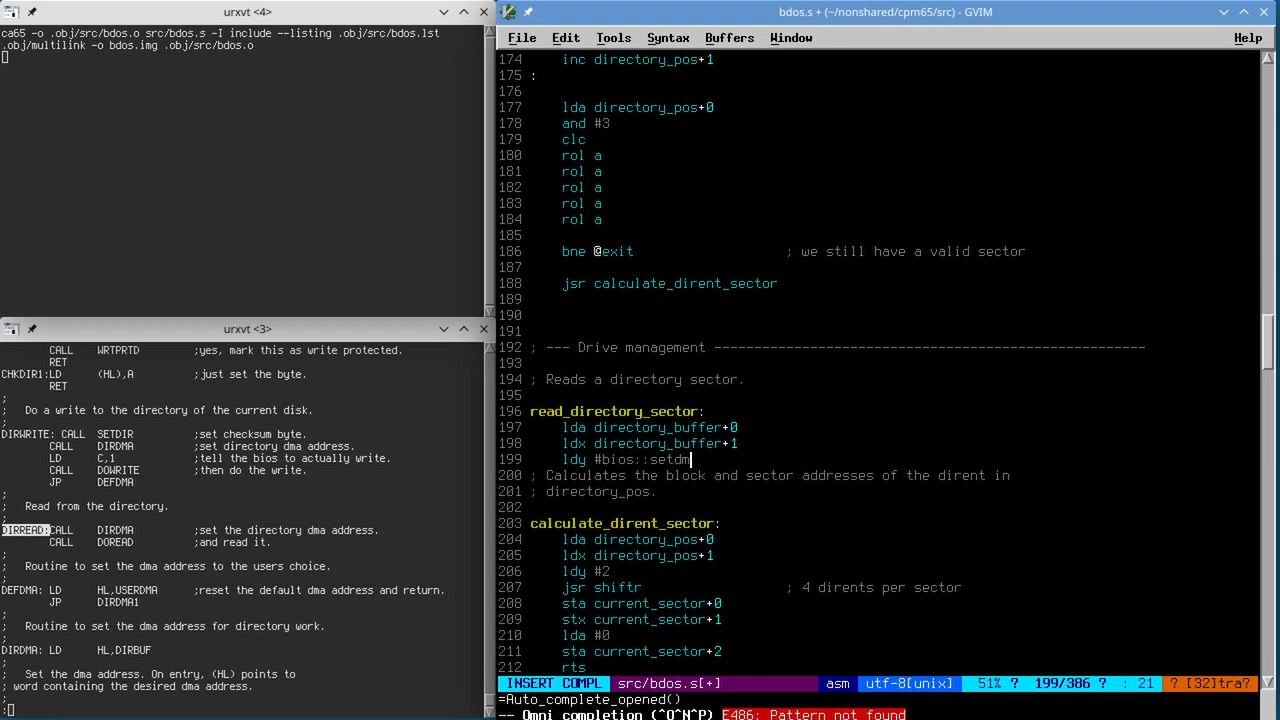 urxvt <4>
ca65 -o .obj/src/bdos.o src/bdos.s -I include --listing .obj/src/bdos.lst
.obj/multilink -o bdos.img .obj/src/bdos.o
urxvt <3>
CALL WRTPRTD ;yes, mark this as write protected.
RET
CHKDIR1:LD (HL),A ;just set the byte.
RET
;
; Do a write to the directory of the current disk.
;
DIRWRITE: CALL SETDIR ;set checksum byte.
CALL DIRDMA ;set directory dma address.
LD C,1 ;tell the bios to actually write.
CALL DOWRITE ;then do the write.
JP DEFDMA
;
; Read from the directory.
;
DIRREAD:CALL DIRDMA ;set the directory dma address.
CALL DOREAD ;and read it.
;
; Routine to set the dma address to the users choice.
;
DEFDMA: LD HL,USERDMA ;reset the default dma address and return.
JP DIRDMA1
;
; Routine to set the dma address for directory work.
;
DIRDMA: LD HL,DIRBUF
;
; Set the dma address. On entry, (HL) points to
; word containing the desired dma address.
;
:
bdos.s + (~/nonshared/cpm65/src) - GVIM
File Edit Tools Syntax Buffers Window Help
174 inc directory_pos+1
175 :
176
177 lda directory_pos+0
178 and #3
179 clc
180 rol a
181 rol a
182 rol a
183 rol a
184 rol a
185
186 bne @exit ; we still have a valid sector
187
188 jsr calculate_dirent_sector
189
190
191
192 ; --- Drive management ------------------------------------------------------
193
194 ; Reads a directory sector.
195
196 read_directory_sector:
197 lda directory_buffer+0
198 ldx directory_buffer+1
199 ldy #bios::setdm
200 ; Calculates the block and sector addresses of the dirent in
201 ; directory_pos.
202
203 calculate_dirent_sector:
204 lda directory_pos+0
205 ldx directory_pos+1
206 ldy #2
207 jsr shiftr ; 4 dirents per sector
208 sta current_sector+0
209 stx current_sector+1
210 lda #0
211 sta current_sector+2
212 rts
INSERT COMPL src/bdos.s[+] asm utf-8[unix] 51% ? 199/386 ? : 21 ? [32]tra?
=Auto_complete_opened()
-- Omni completion (^O^N^P) E486: Pattern not found